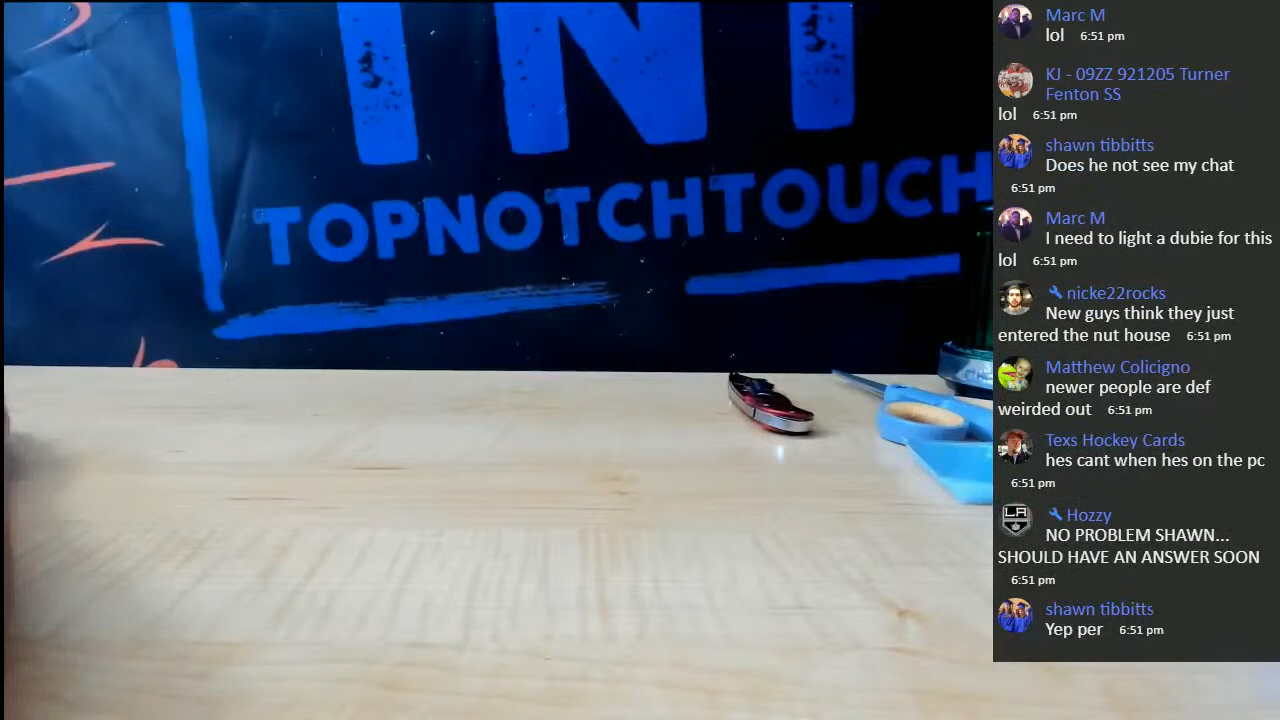 TNT
TOPNOTCHTOUCH
Marc M
lol 6:51 pm
KJ - 09ZZ 921205 Turner
Fenton SS
lol 6:51 pm
shawn tibbitts
Does he not see my chat
6:51 pm
Marc M
I need to light a dubie for this
lol 6:51 pm
nicke22rocks
New guys think they just
entered the nut house 6:51 pm
Matthew Colicigno
newer people are def
weirded out 6:51 pm
Texs Hockey Cards
hes cant when hes on the pc
6:51 pm
LA
Hozzy
NO PROBLEM SHAWN...
SHOULD HAVE AN ANSWER SOON
6:51 pm
shawn tibbitts
Yep per 6:51 pm